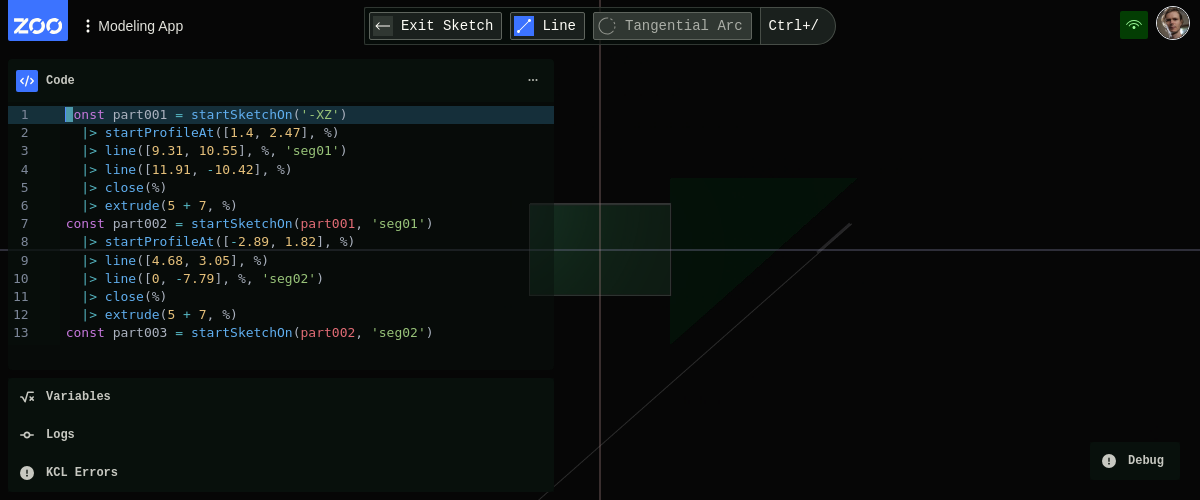 ZOO
Modeling App
Exit Sketch
Line
Tangential Arc
Ctrl+/
Code
...
1 const part001 = startSketchOn('-XZ')
2   |> startProfileAt([1.4, 2.47], %)
3   |> line([9.31, 10.55], %, 'seg01')
4   |> line([11.91, -10.42], %)
5   |> close(%)
6   |> extrude(5 + 7, %)
7 const part002 = startSketchOn(part001, 'seg01')
8   |> startProfileAt([-2.89, 1.82], %)
9   |> line([4.68, 3.05], %)
10   |> line([0, -7.79], %, 'seg02')
11   |> close(%)
12   |> extrude(5 + 7, %)
13 const part003 = startSketchOn(part002, 'seg02')
Variables
Logs
KCL Errors
Debug